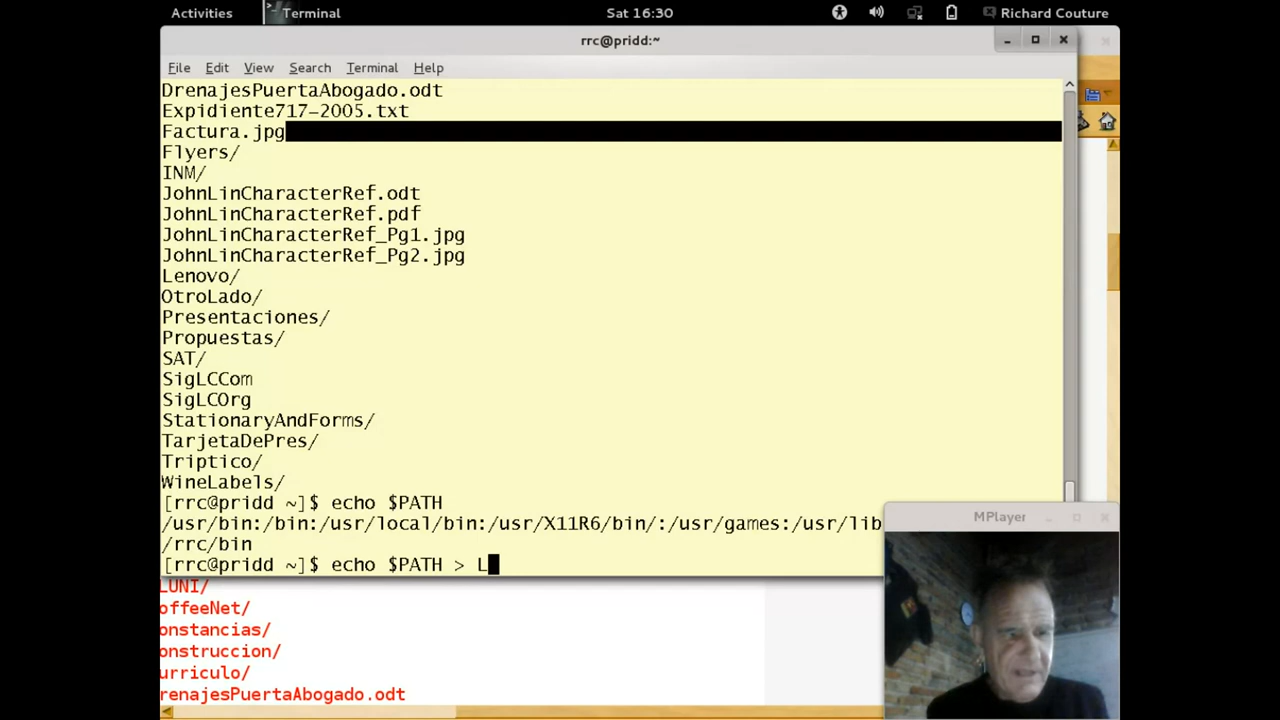 Activities
Terminal
Sat 16:30
Richard Couture
rrc@pridd:~
File Edit View Search Terminal Help
DrenajesPuertaAbogado.odt
Expidiente717-2005.txt
Factura.jpg
Flyers/
INM/
JohnLinCharacterRef.odt
JohnLinCharacterRef.pdf
JohnLinCharacterRef_Pg1.jpg
JohnLinCharacterRef_Pg2.jpg
Lenovo/
OtroLado/
Presentaciones/
Propuestas/
SAT/
SigLCCom
SigLCOrg
StationaryAndForms/
TarjetaDePres/
Triptico/
WineLabels/
[rrc@pridd ~]$ echo $PATH
/usr/bin:/bin:/usr/local/bin:/usr/X11R6/bin/:/usr/games:/usr/lib
/rrc/bin
[rrc@pridd ~]$ echo $PATH > L
MPlayer
LUNI/
offeeNet/
onstancias/
onstruccion/
urriculo/
renajesPuertaAbogado.odt